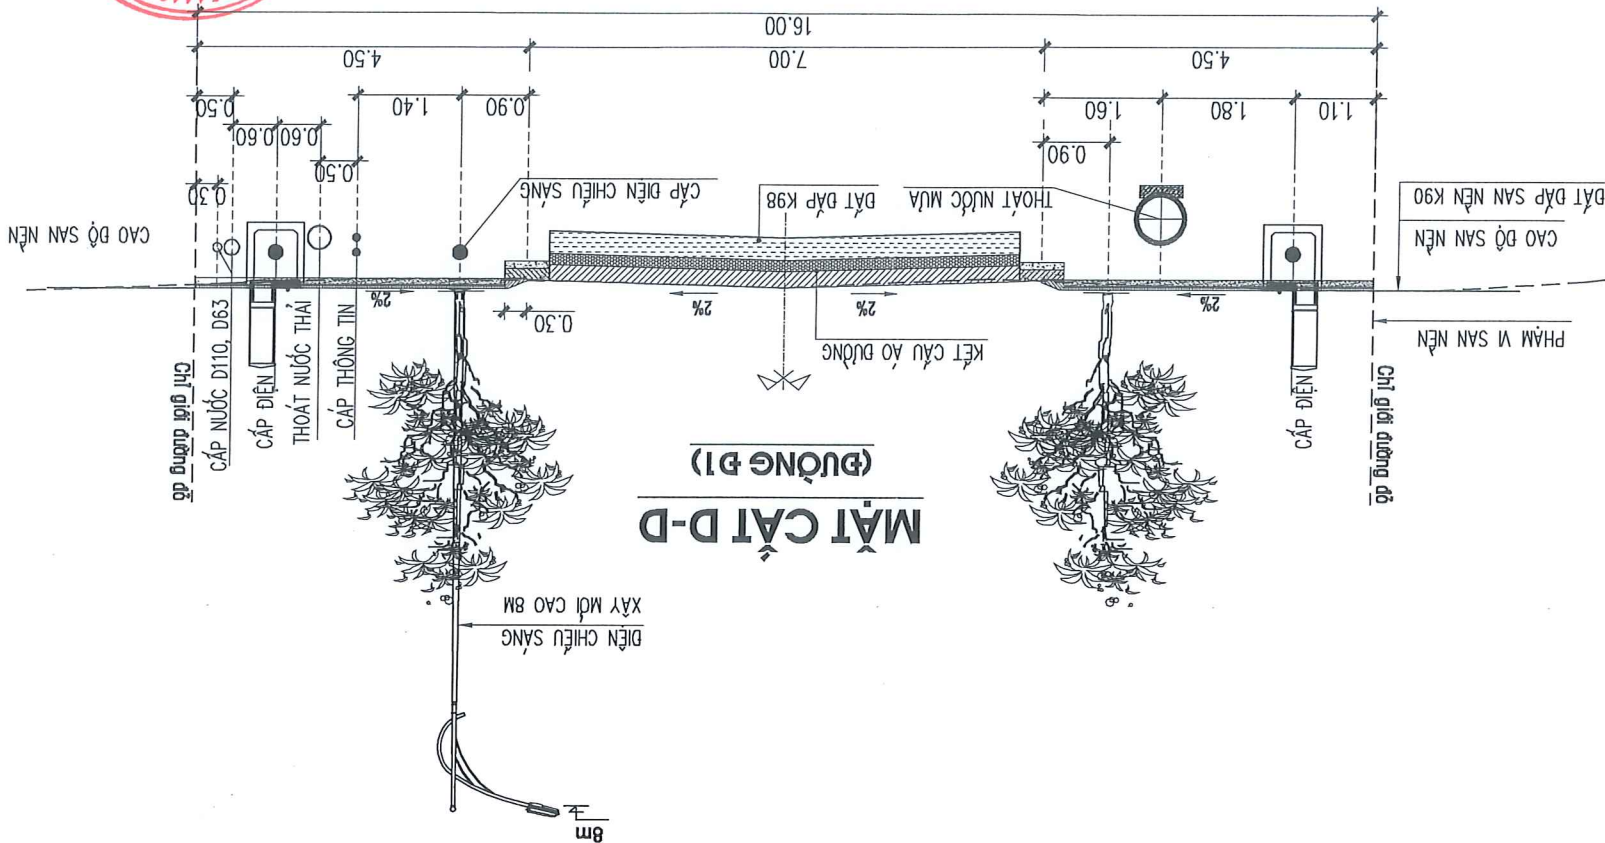 8m
ĐIỆN CHIẾU SÁNG
XÂY MỚI CAO 8M
MẶT CẮT D-D
(ĐƯỜNG Đ1)
Chỉ giới đường đỏ
CẤP ĐIỆN
CÁP THÔNG TIN
THOÁT NƯỚC THẢI
CẤP ĐIỆN
CẤP NƯỚC D110, D63
Chỉ giới đường đỏ
PHẠM VI SAN NỀN
KẾT CẤU ÁO ĐƯỜNG
0.30
2%
2%
2%
2%
CAO ĐỘ SAN NỀN
ĐẤT ĐẮP SAN NỀN K90
THOÁT NƯỚC MƯA
ĐẤT ĐẮP K98
CẤP ĐIỆN CHIẾU SÁNG
CAO ĐỘ SAN NỀN
0.90
0.50
0.30
1.10
1.80
1.60
0.90
1.40
0.60
0.60
0.50
4.50
7.00
4.50
16.00